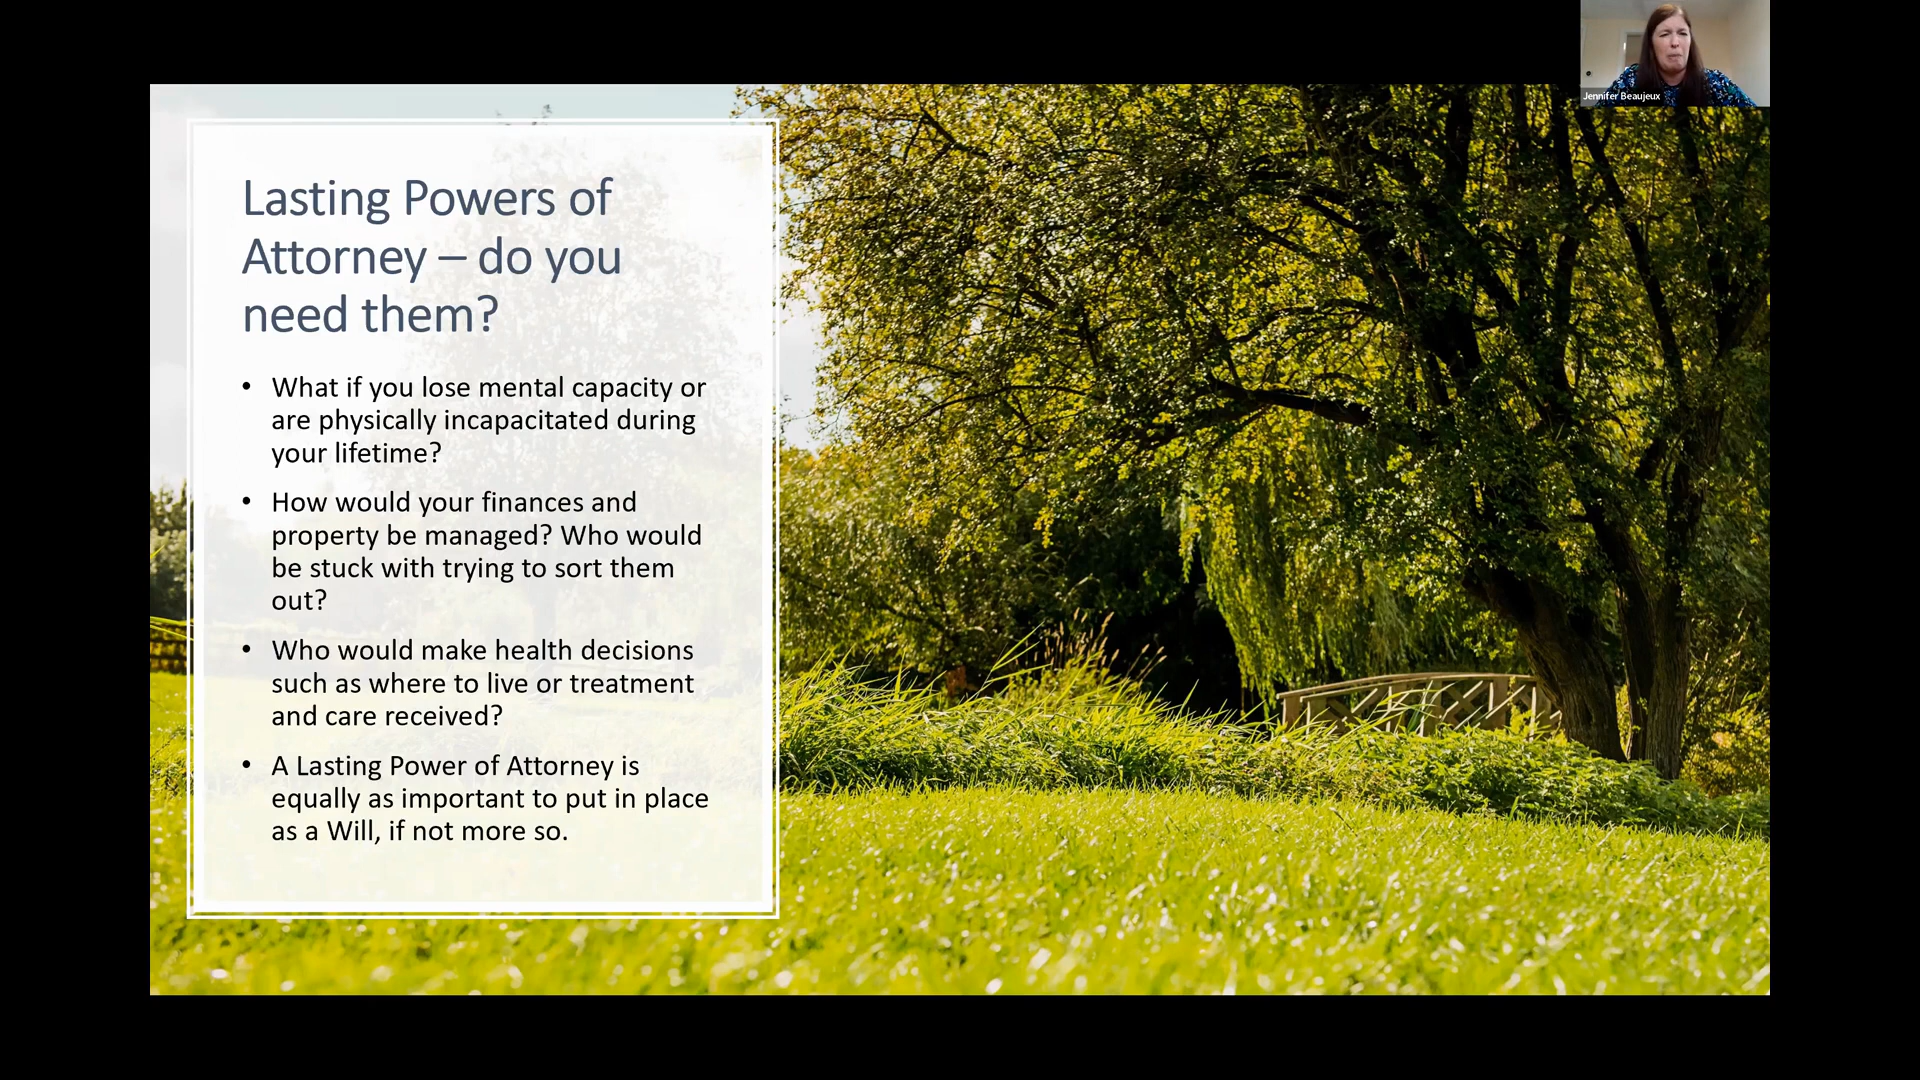 Jennifer Beaujeux
Lasting Powers of
Attorney – do you
need them?
• What if you lose mental capacity or
are physically incapacitated during
your lifetime?
• How would your finances and
property be managed? Who would
be stuck with trying to sort them
out?
• Who would make health decisions
such as where to live or treatment
and care received?
• A Lasting Power of Attorney is
equally as important to put in place
as a Will, if not more so.